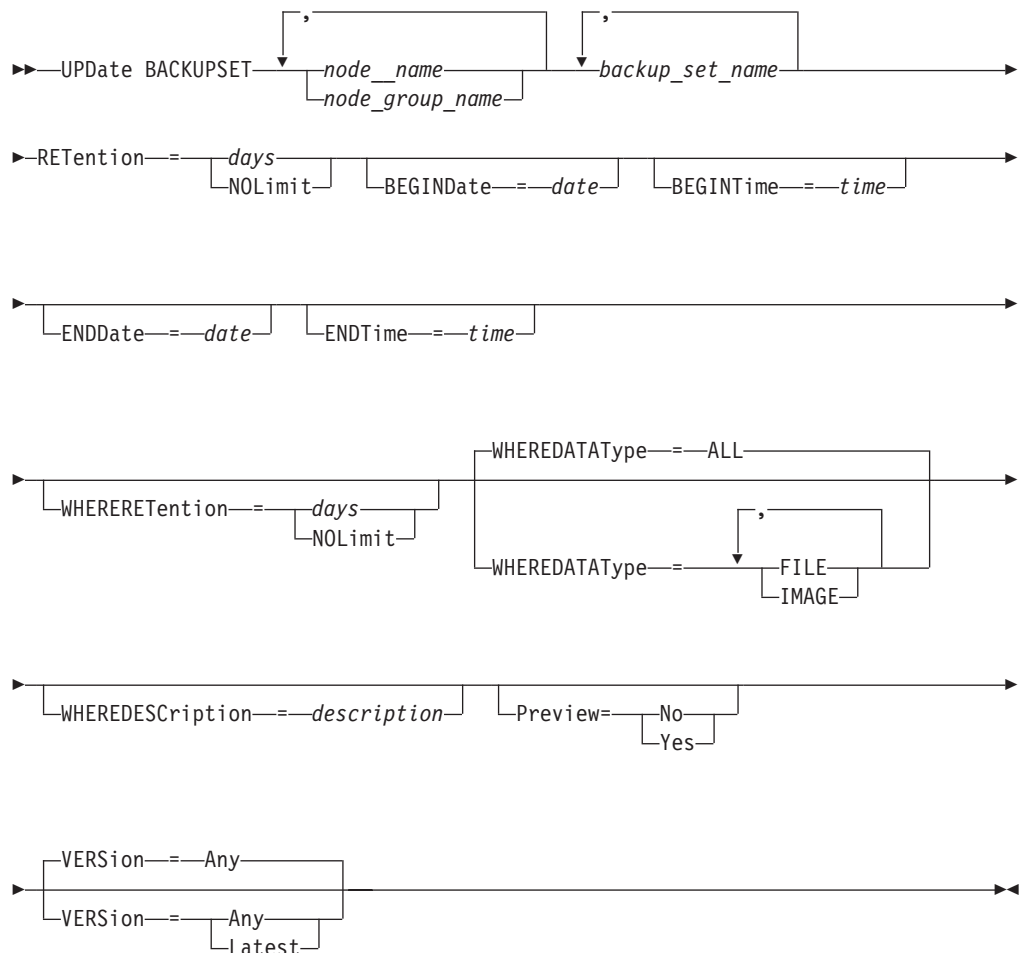 , ,
UPDate BACKUPSET node__name backup_set_name
node_group_name
RETention = days BEGINDate = date BEGINTime = time
NOLimit
ENDDate = date ENDTime = time
WHEREDATAType = ALL
WHERERETention = days
NOLimit
,
WHEREDATAType = FILE
IMAGE
WHEREDESCription = description Preview= No
Yes
VERSion = Any
VERSion = Any
Latest